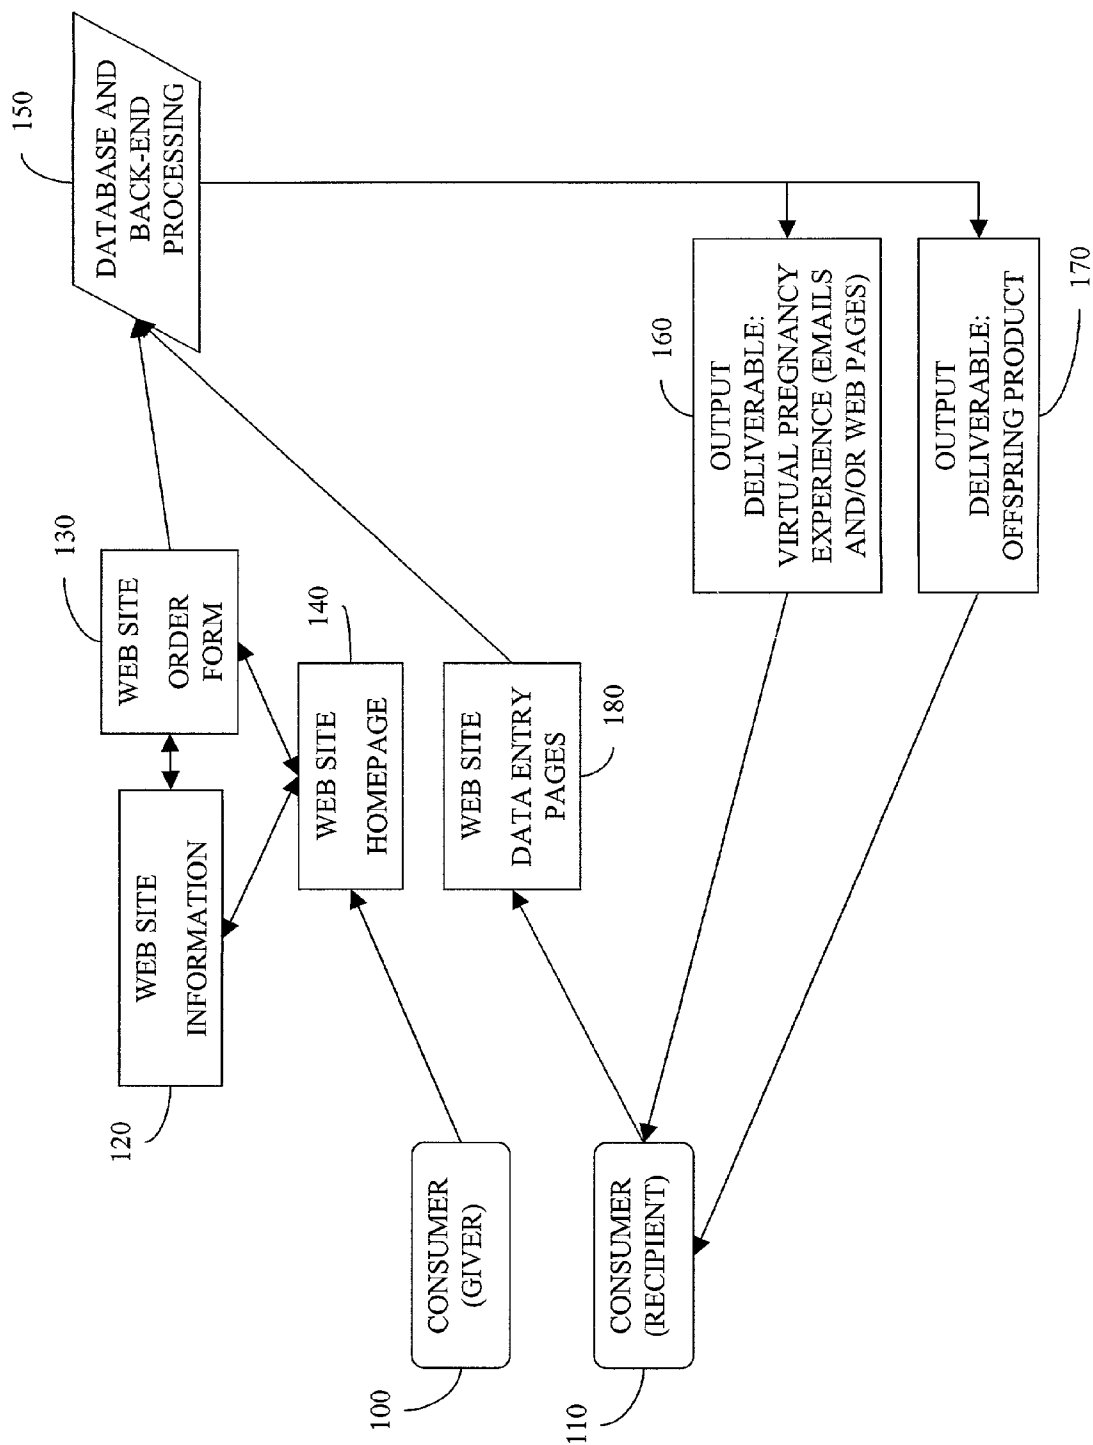 120
WEB SITE
INFORMATION
130
WEB SITE
ORDER
FORM
150
DATABASE AND
BACK-END
PROCESSING
100
CONSUMER
(GIVER)
140
WEB SITE
HOMEPAGE
110
CONSUMER
(RECIPIENT)
WEB SITE
DATA ENTRY
PAGES
180
160
OUTPUT
DELIVERABLE:
VIRTUAL PREGNANCY
EXPERIENCE (EMAILS
AND/OR WEB PAGES)
OUTPUT
DELIVERABLE:
OFFSPRING PRODUCT
170